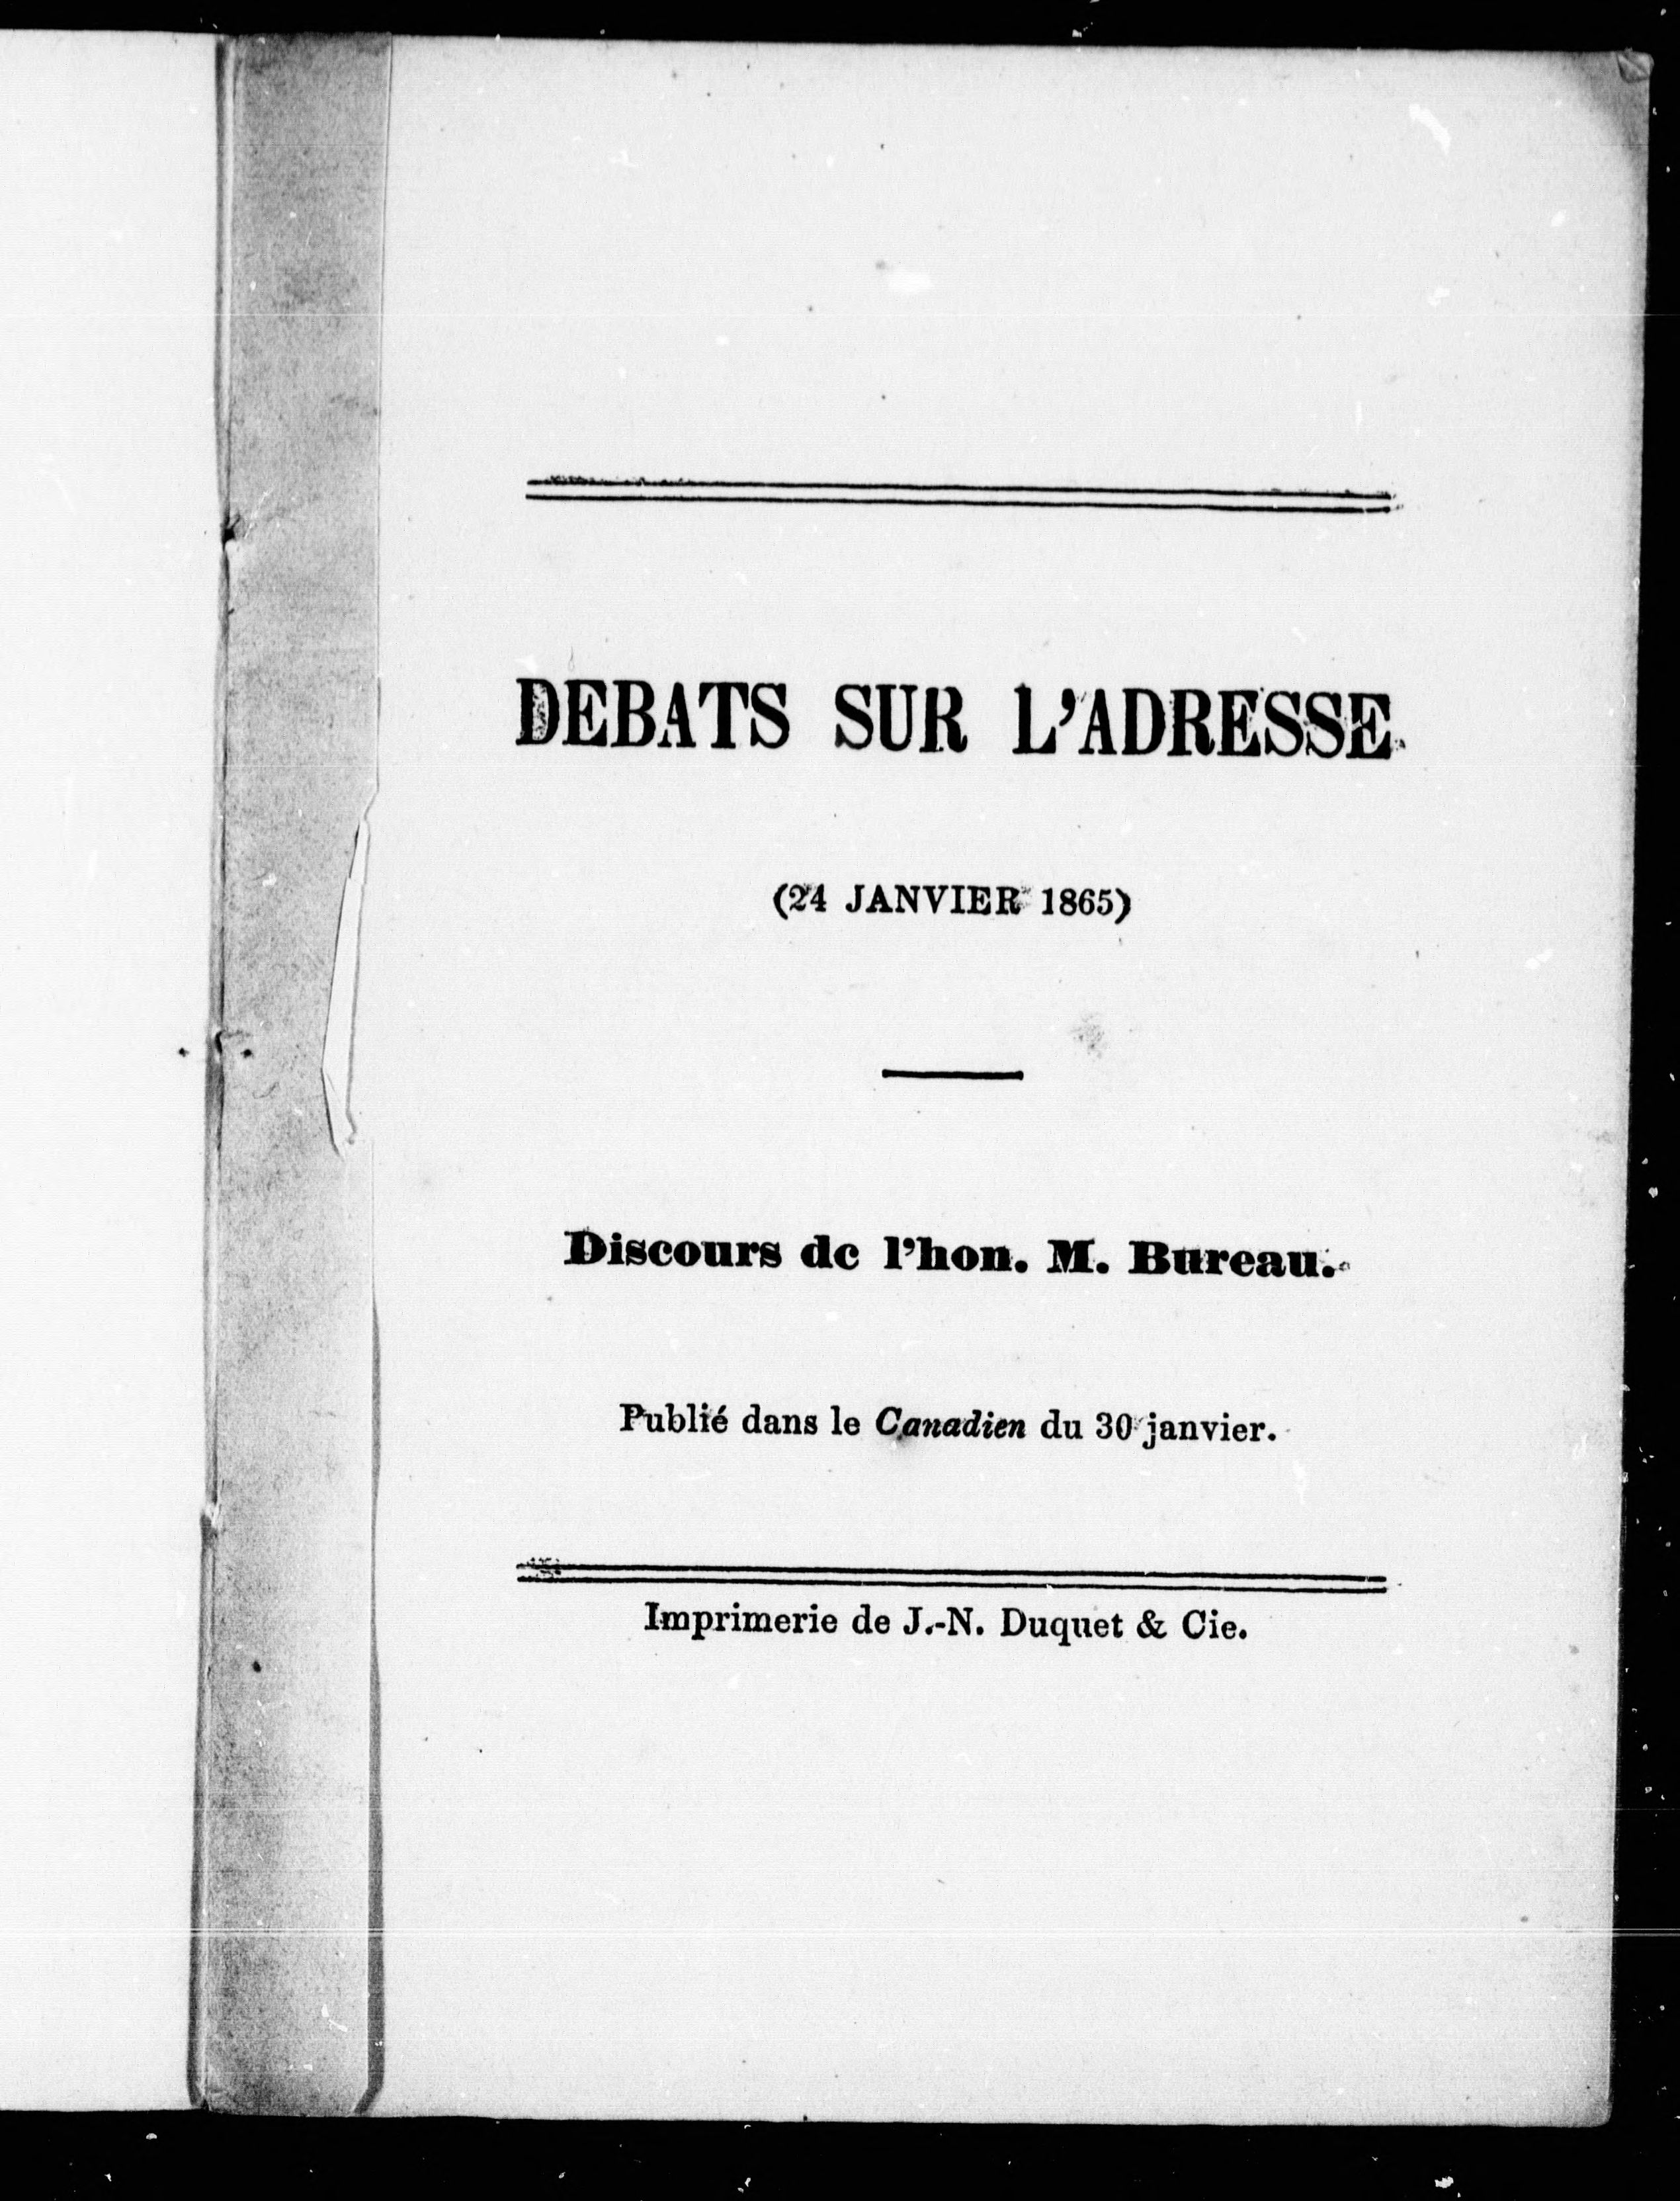 DEBATS SUR L'ADRESSE
(24 JANVIER 1865)
Discours de l'hon. M. Bureau.
Publié dans le Canadien du 30 janvier.
Imprimerie de J.-N. Duquet & Cie.